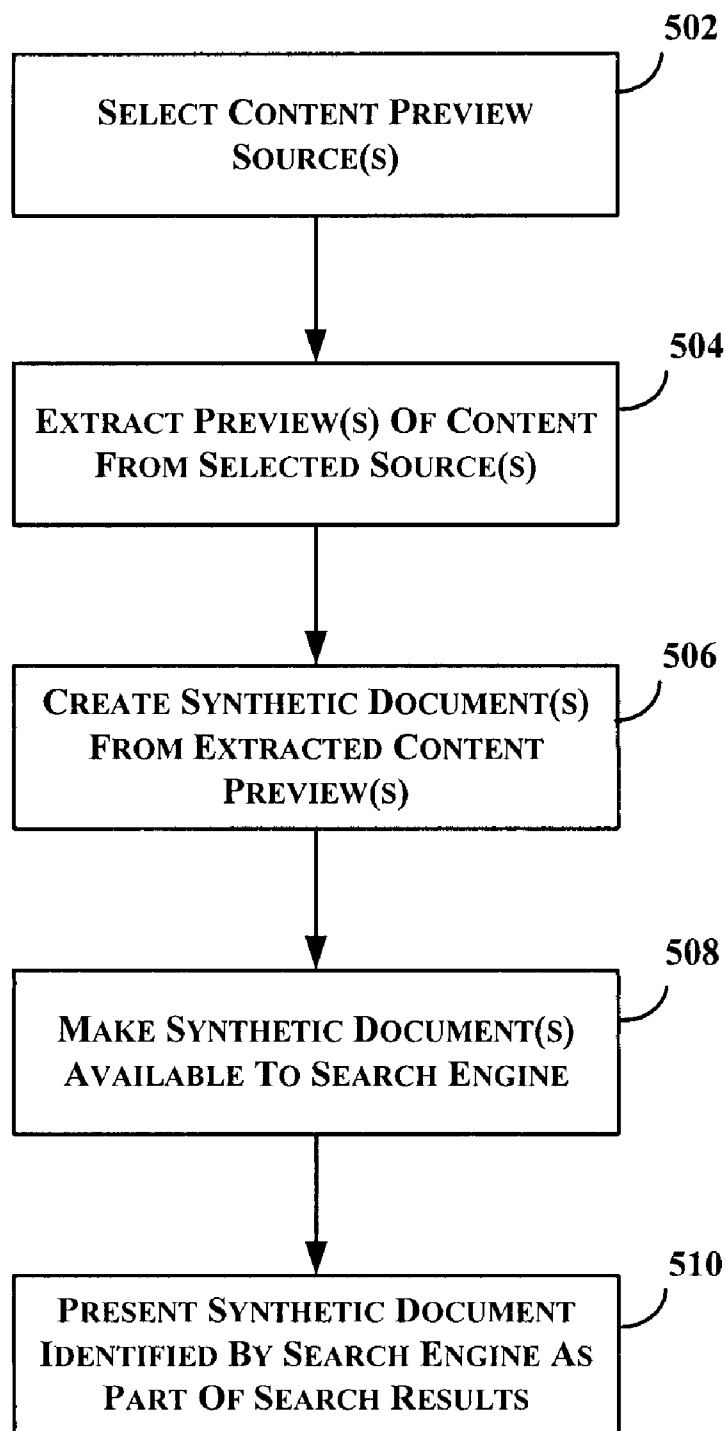 502
SELECT CONTENT PREVIEW
SOURCE(S)
504
EXTRACT PREVIEW(S) OF CONTENT
FROM SELECTED SOURCE(S)
506
CREATE SYNTHETIC DOCUMENT(S)
FROM EXTRACTED CONTENT
PREVIEW(S)
508
MAKE SYNTHETIC DOCUMENT(S)
AVAILABLE TO SEARCH ENGINE
510
PRESENT SYNTHETIC DOCUMENT
IDENTIFIED BY SEARCH ENGINE AS
PART OF SEARCH RESULTS